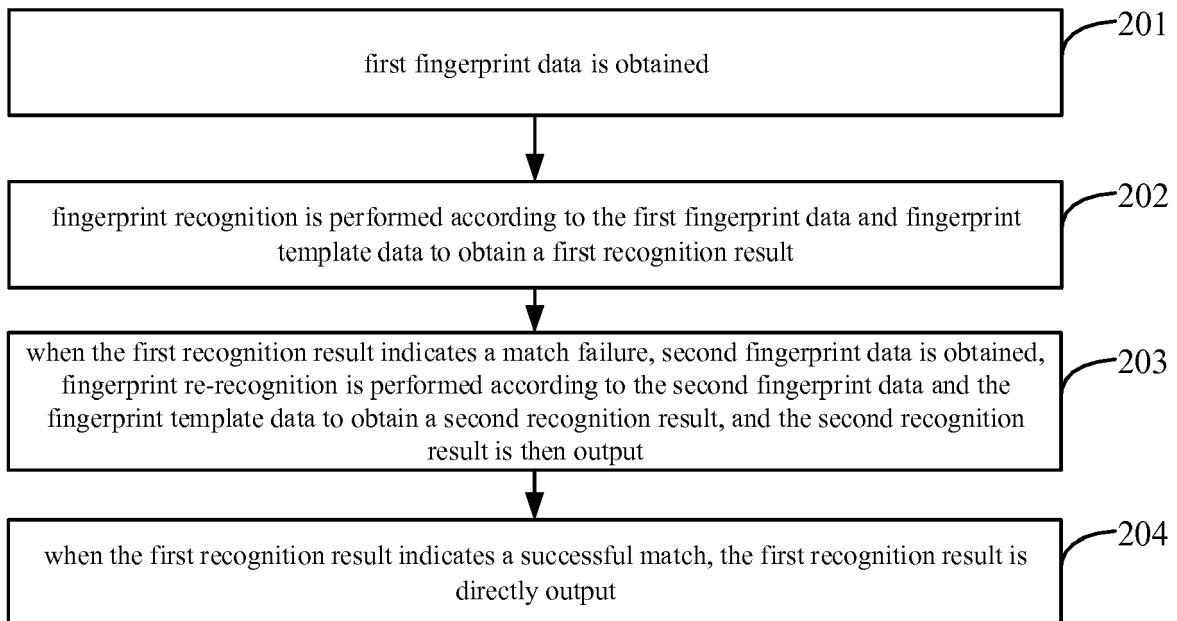 201
first fingerprint data is obtained
202
fingerprint recognition is performed according to the first fingerprint data and fingerprint
template data to obtain a first recognition result
203
when the first recognition result indicates a match failure, second fingerprint data is obtained,
fingerprint re-recognition is performed according to the second fingerprint data and the
fingerprint template data to obtain a second recognition result, and the second recognition
result is then output
204
when the first recognition result indicates a successful match, the first recognition result is
directly output